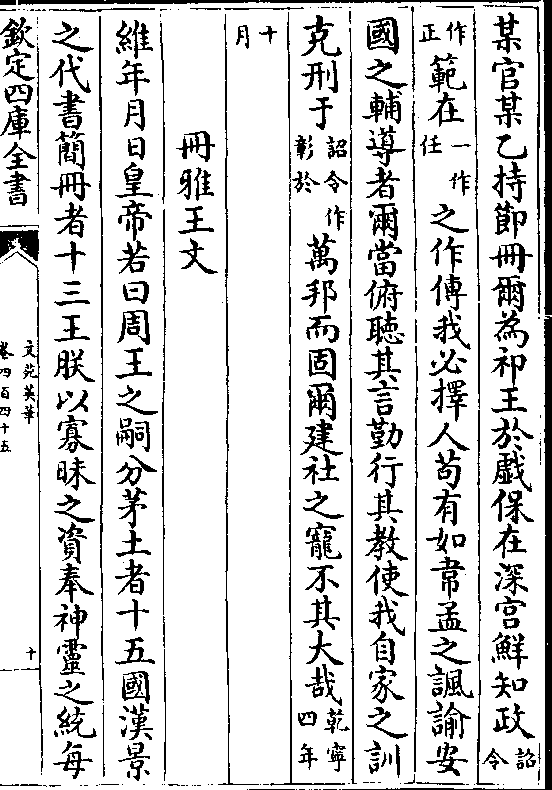 某官某乙持節冊爾為祁王於戲保在深宫鮮知政詔令
作正範在一作任之作傅我必擇人苟有如韋孟之諷諭安
國之輔導者爾當俯聽其言勤行其教使我自家之訓
克刑于詔令作彰於萬邦而固爾建社之寵不其大哉乾寧四年
十月
冊雅王文
維年月日皇帝若曰周王之嗣分茅土者十五國漢景
之代書簡冊者十三王朕以寡昧之資奉神靈之統每
欽定四庫全書
文苑英華
卷四百四十五
十